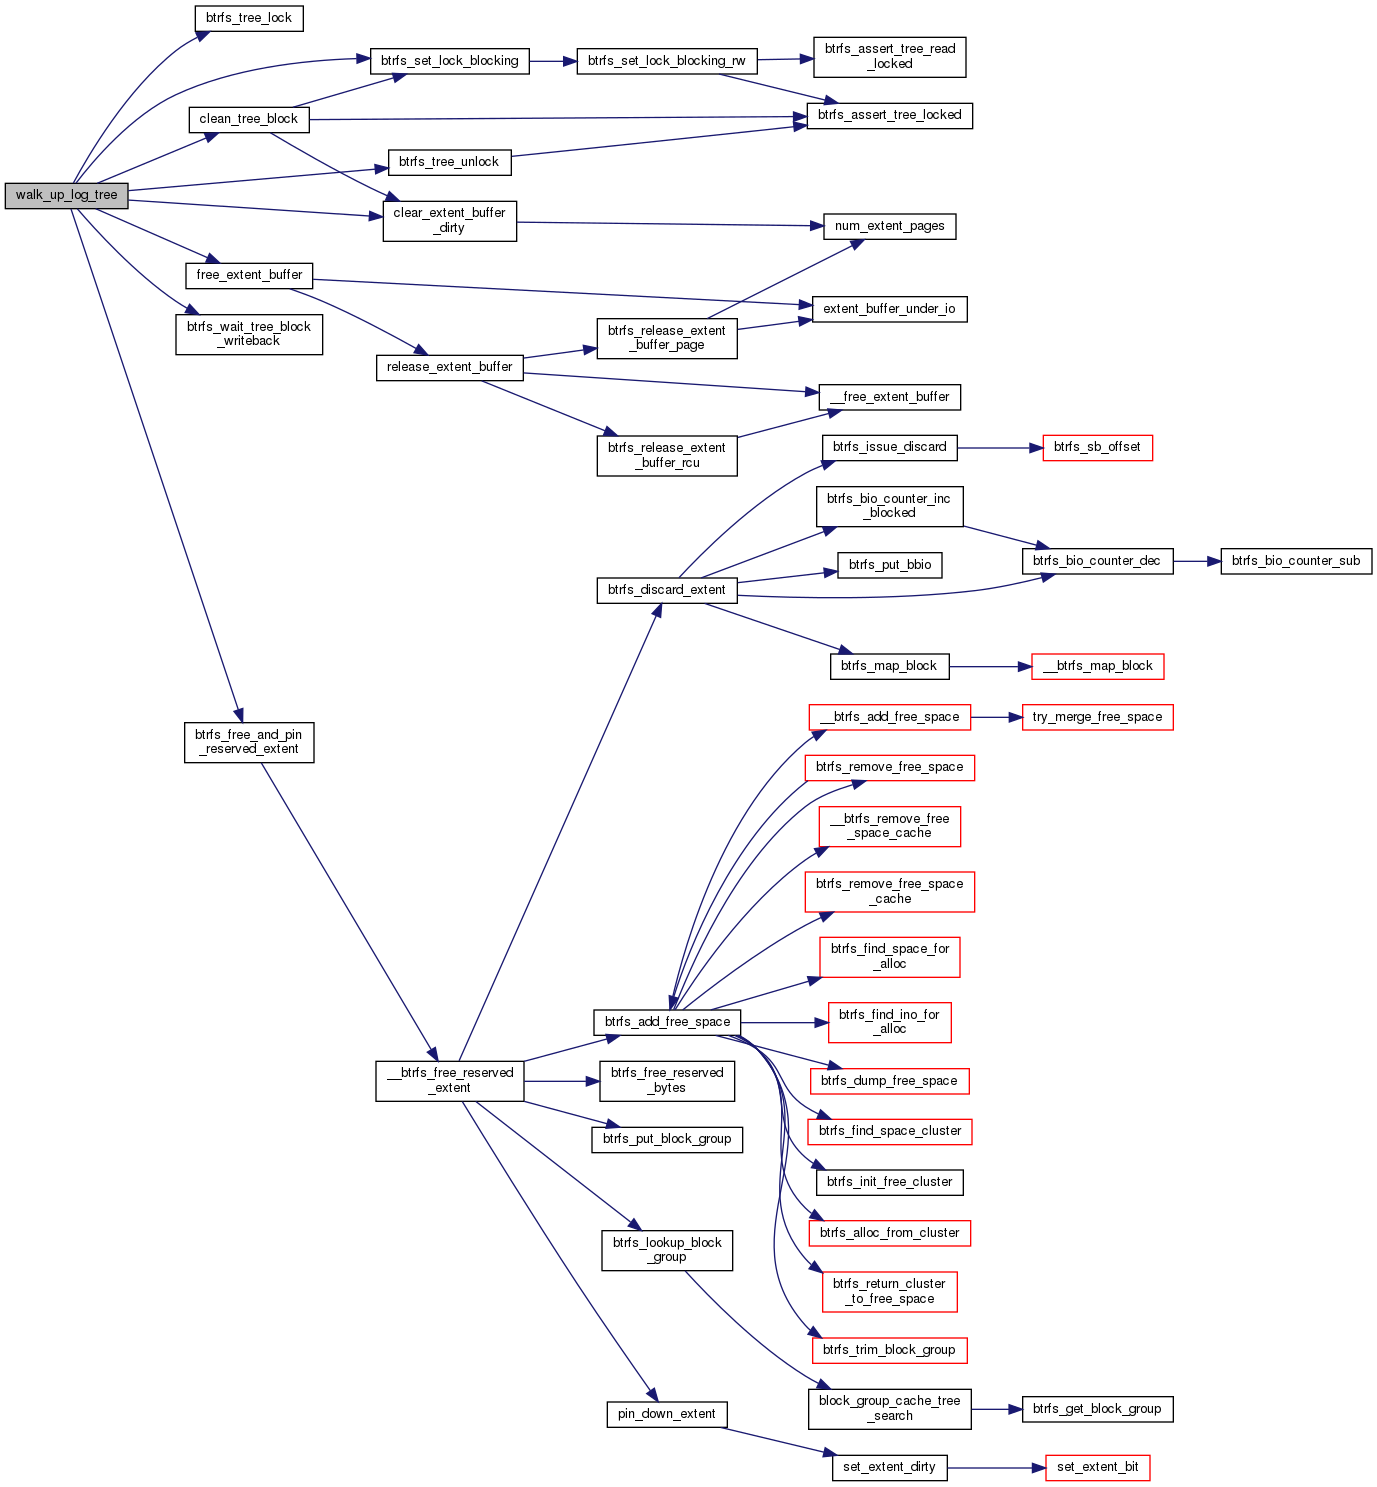 btrfs_tree_lock
btrfs_set_lock_blocking
btrfs_set_lock_blocking_rw
btrfs_assert_tree_read
_locked
clean_tree_block
btrfs_assert_tree_locked
btrfs_tree_unlock
walk_up_log_tree
clear_extent_buffer
_dirty
num_extent_pages
free_extent_buffer
extent_buffer_under_io
btrfs_wait_tree_block
_writeback
btrfs_release_extent
_buffer_page
release_extent_buffer
__free_extent_buffer
btrfs_release_extent
_buffer_rcu
btrfs_issue_discard
btrfs_sb_offset
btrfs_bio_counter_inc
_blocked
btrfs_put_bbio
btrfs_bio_counter_dec
btrfs_bio_counter_sub
btrfs_discard_extent
btrfs_map_block
__btrfs_map_block
btrfs_free_and_pin
_reserved_extent
__btrfs_add_free_space
try_merge_free_space
btrfs_remove_free_space
__btrfs_remove_free
_space_cache
btrfs_remove_free_space
_cache
btrfs_find_space_for
_alloc
btrfs_add_free_space
btrfs_find_ino_for
_alloc
__btrfs_free_reserved
_extent
btrfs_free_reserved
_bytes
btrfs_dump_free_space
btrfs_put_block_group
btrfs_find_space_cluster
btrfs_init_free_cluster
btrfs_lookup_block
_group
btrfs_alloc_from_cluster
btrfs_return_cluster
_to_free_space
btrfs_trim_block_group
pin_down_extent
block_group_cache_tree
_search
btrfs_get_block_group
set_extent_dirty
set_extent_bit